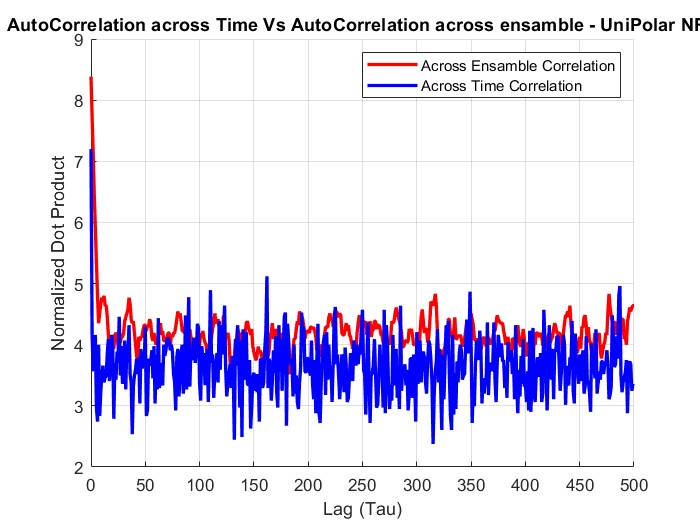 AutoCorrelation across Time Vs AutoCorrelation across ensamble - UniPolar NR
9
8
7
6
5
4
3
2
Normalized Dot Product
Across Ensamble Correlation
Across Time Correlation
0 50 100 150 200 250 300 350 400 450 500
Lag (Tau)